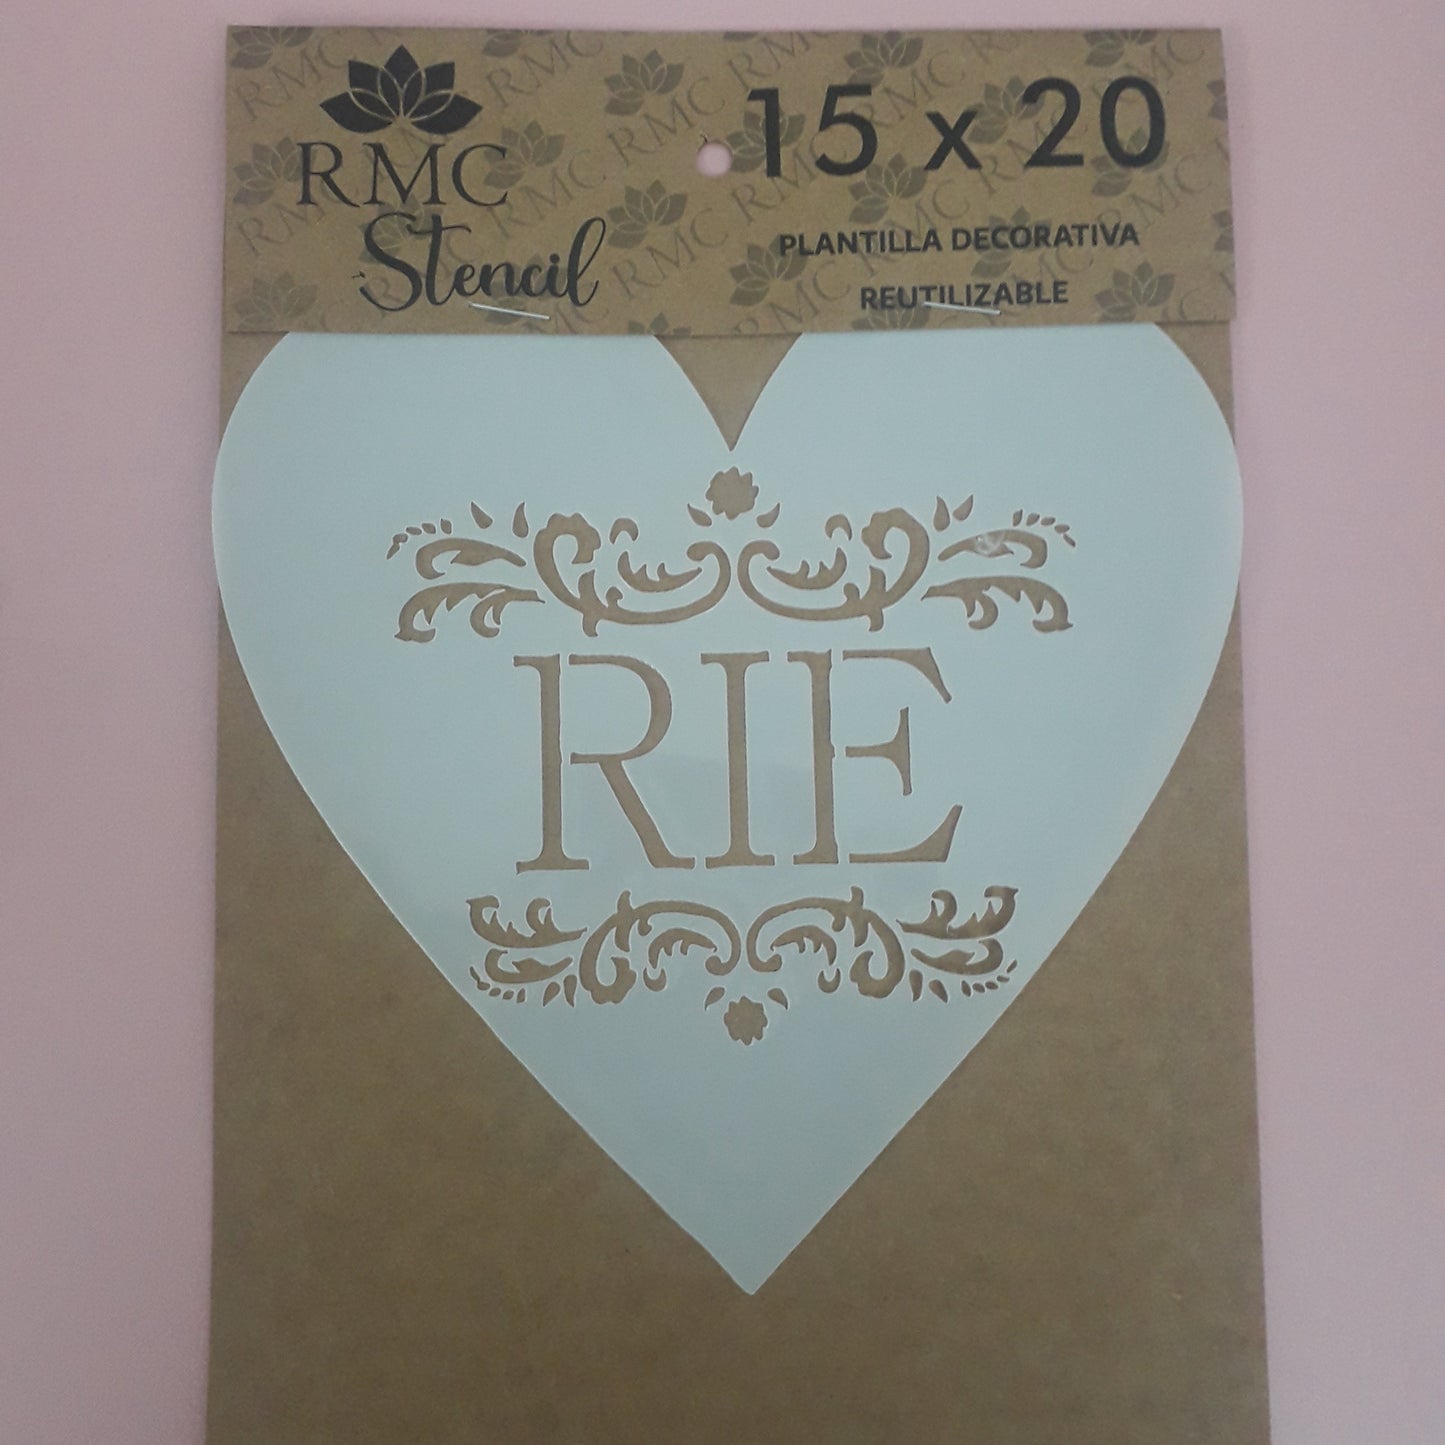 RMC
Stencil
15 x 20
PLANTILLA DECORATIVA
REUTILIZABLE
RIE